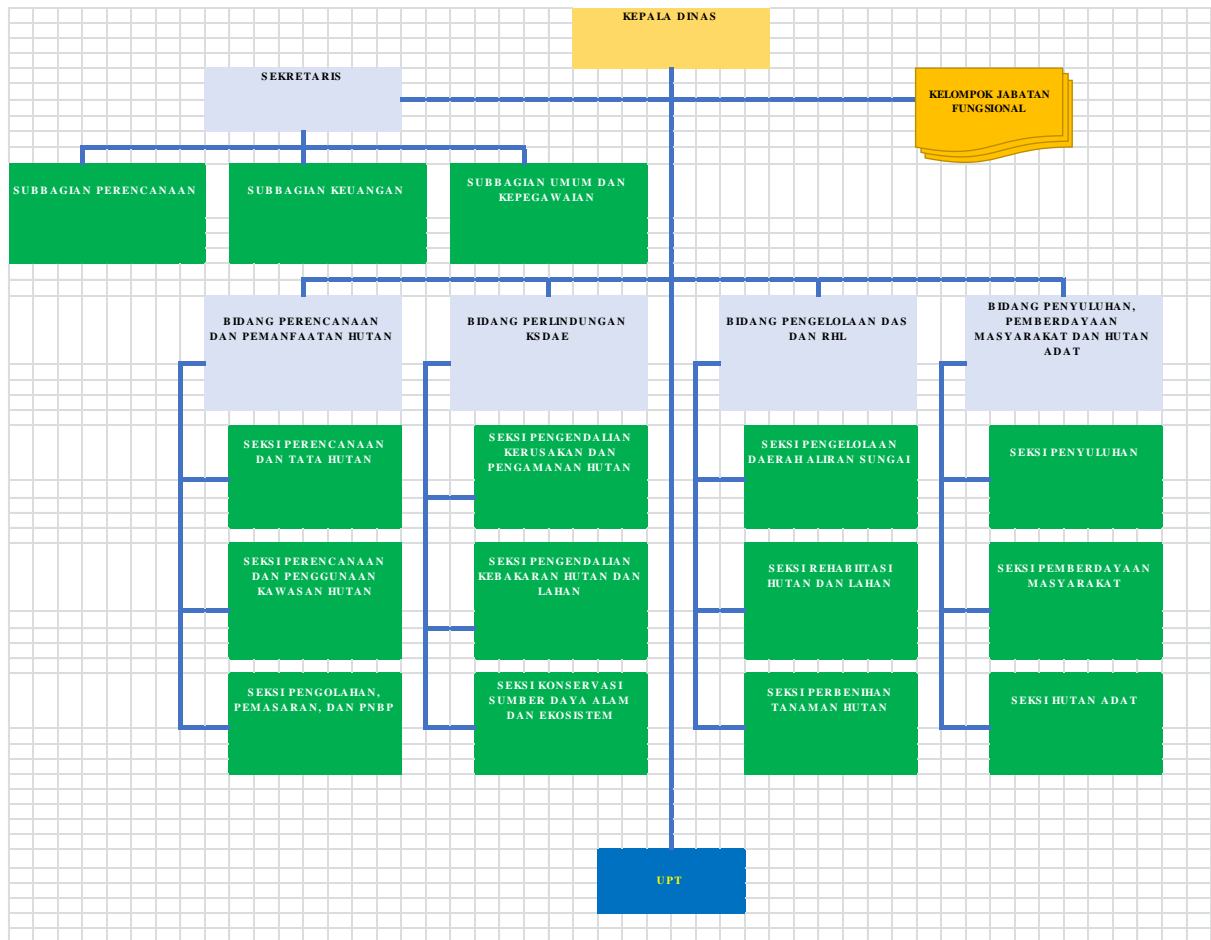 KEPALA DINAS
SEKRETARIS
KELOMPOK JABATAN
FUNGSIONAL
SUBBAGIAN PERENCANAAN
SUBBAGIAN KEUANGAN
SUBBAGIAN UMUM DAN
KEPEGAWAIAN
BIDANG PERENCANAAN
DAN PEMANFAATAN HUTAN
BIDANG PERLINDUNGAN
KSDAE
BIDANG PENGELOLAAN DAS
DAN RHL
BIDANG PENYULUHAN,
PEMBERDAYAAN
MASYARAKAT DAN HUTAN
ADAT
SEKSI PERENCANAAN
DAN TATA HUTAN
SEKSI PENGENDALIAN
KERUSAKAN DAN
PENGAMANAN HUTAN
SEKSI PENGELOLAAN
DAERAH ALIRAN SUNGAI
SEKSI PENYULUHAN
SEKSI PERENCANAAN
DAN PENGGUNAAN
KAWASAN HUTAN
SEKSI PENGENDALIAN
KEBAKARAN HUTAN DAN
LAHAN
SEKSI REHABIITASI
HUTAN DAN LAHAN
SEKSI PEMBERDAYAAN
MASYARAKAT
SEKSI PENGOLAHAN,
PEMASARAN, DAN PNBP
SEKSI KONSERVASI
SUMBER DAYA ALAM
DAN EKOSISTEM
SEKSI PERBENIHAN
TANAMAN HUTAN
SEKSI HUTAN ADAT
UPT